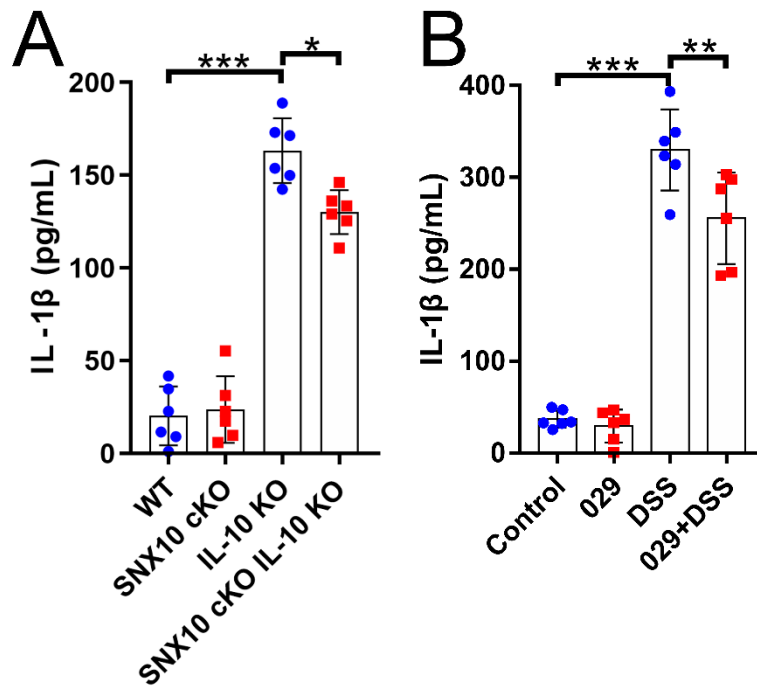 A
***
*
200
150
100
50
0
IL-1β (pg/mL)
WT
SNX10 cKO
IL-10 KO
SNX10 cKO IL-10 KO
B
***
**
400
300
200
100
0
IL-1β (pg/mL)
Control
029
DSS
029+DSS